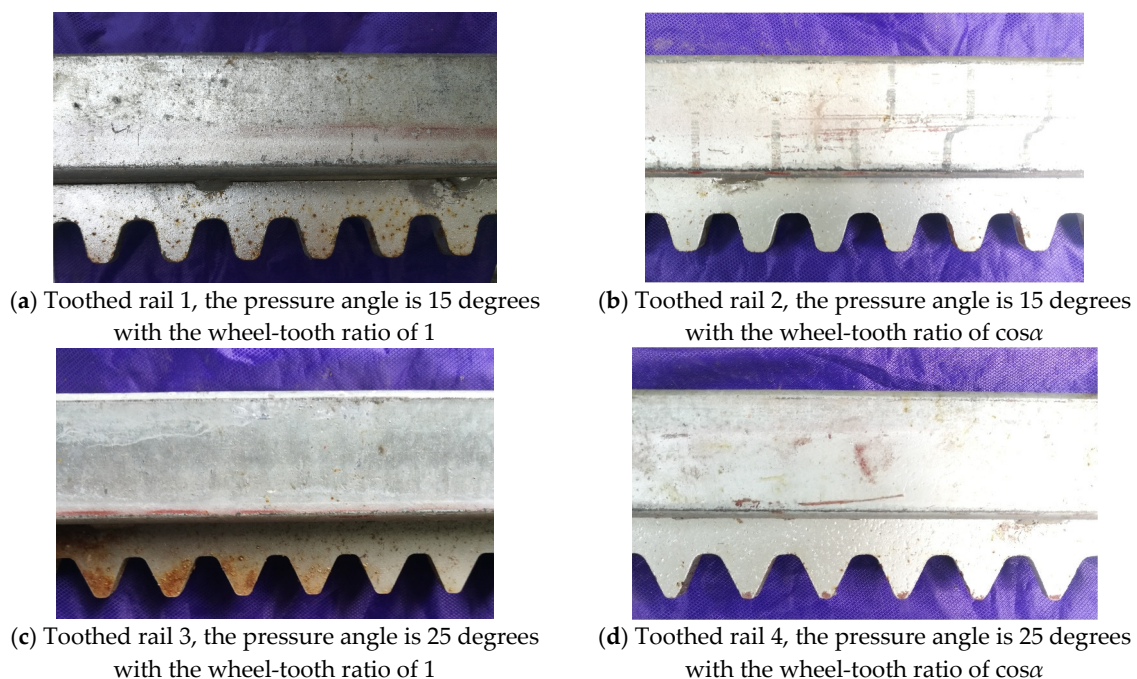 (a) Toothed rail 1, the pressure angle is 15 degrees
with the wheel-tooth ratio of 1
(b) Toothed rail 2, the pressure angle is 15 degrees
with the wheel-tooth ratio of cosα
(c) Toothed rail 3, the pressure angle is 25 degrees
with the wheel-tooth ratio of 1
(d) Toothed rail 4, the pressure angle is 25 degrees
with the wheel-tooth ratio of cosα